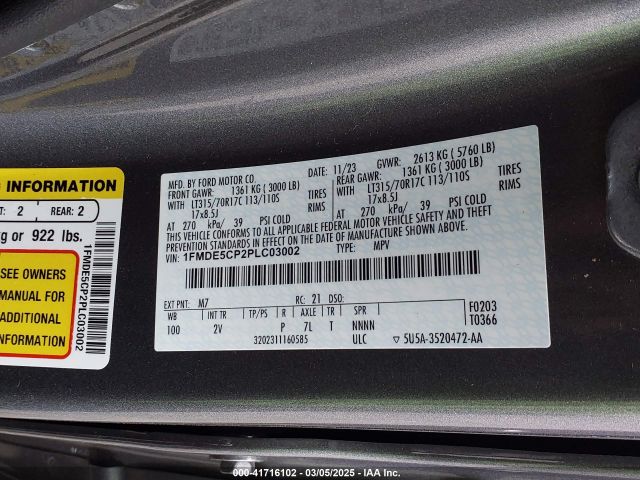 G INFORMATION
T: 2 REAR: 2
kg or 922 lbs.
SEE OWNERS
MANUAL FOR
ADDITIONAL
INFORMATION
1FMDE5CP2PLC03002
MFD. BY FORD MOTOR CO.
DATE: 11/23 GVWR: 2613 KG (5760 LB)
FRONT GAWR: 1361 KG (3000 LB) REAR GAWR: 1361 KG (3000 LB)
WITH LT315/70R17C 113/110S TIRES WITH LT315/70R17C 113/110S TIRES
17x8.5J RIMS 17x8.5J RIMS
AT 270 kPa/ 39 PSI COLD AT 270 kPa/ 39 PSI COLD
THIS VEHICLE CONFORMS TO ALL APPLICABLE FEDERAL MOTOR VEHICLE SAFETY AND THEFT
PREVENTION STANDARDS IN EFFECT ON THE DATE OF MANUFACTURE SHOWN ABOVE.
VIN: 1FMDE5CP2PLC03002 TYPE: MPV
EXT PNT: M7 RC: 21 DSO: F0203
WB INT TR TP/PS R AXLE TR SPR T0366
100 2V P 7L T NNNN
3202311160585 ULC ▽ 5U5A-3520472-AA
000-41716102 — 03/05/2025 — IAA Inc.